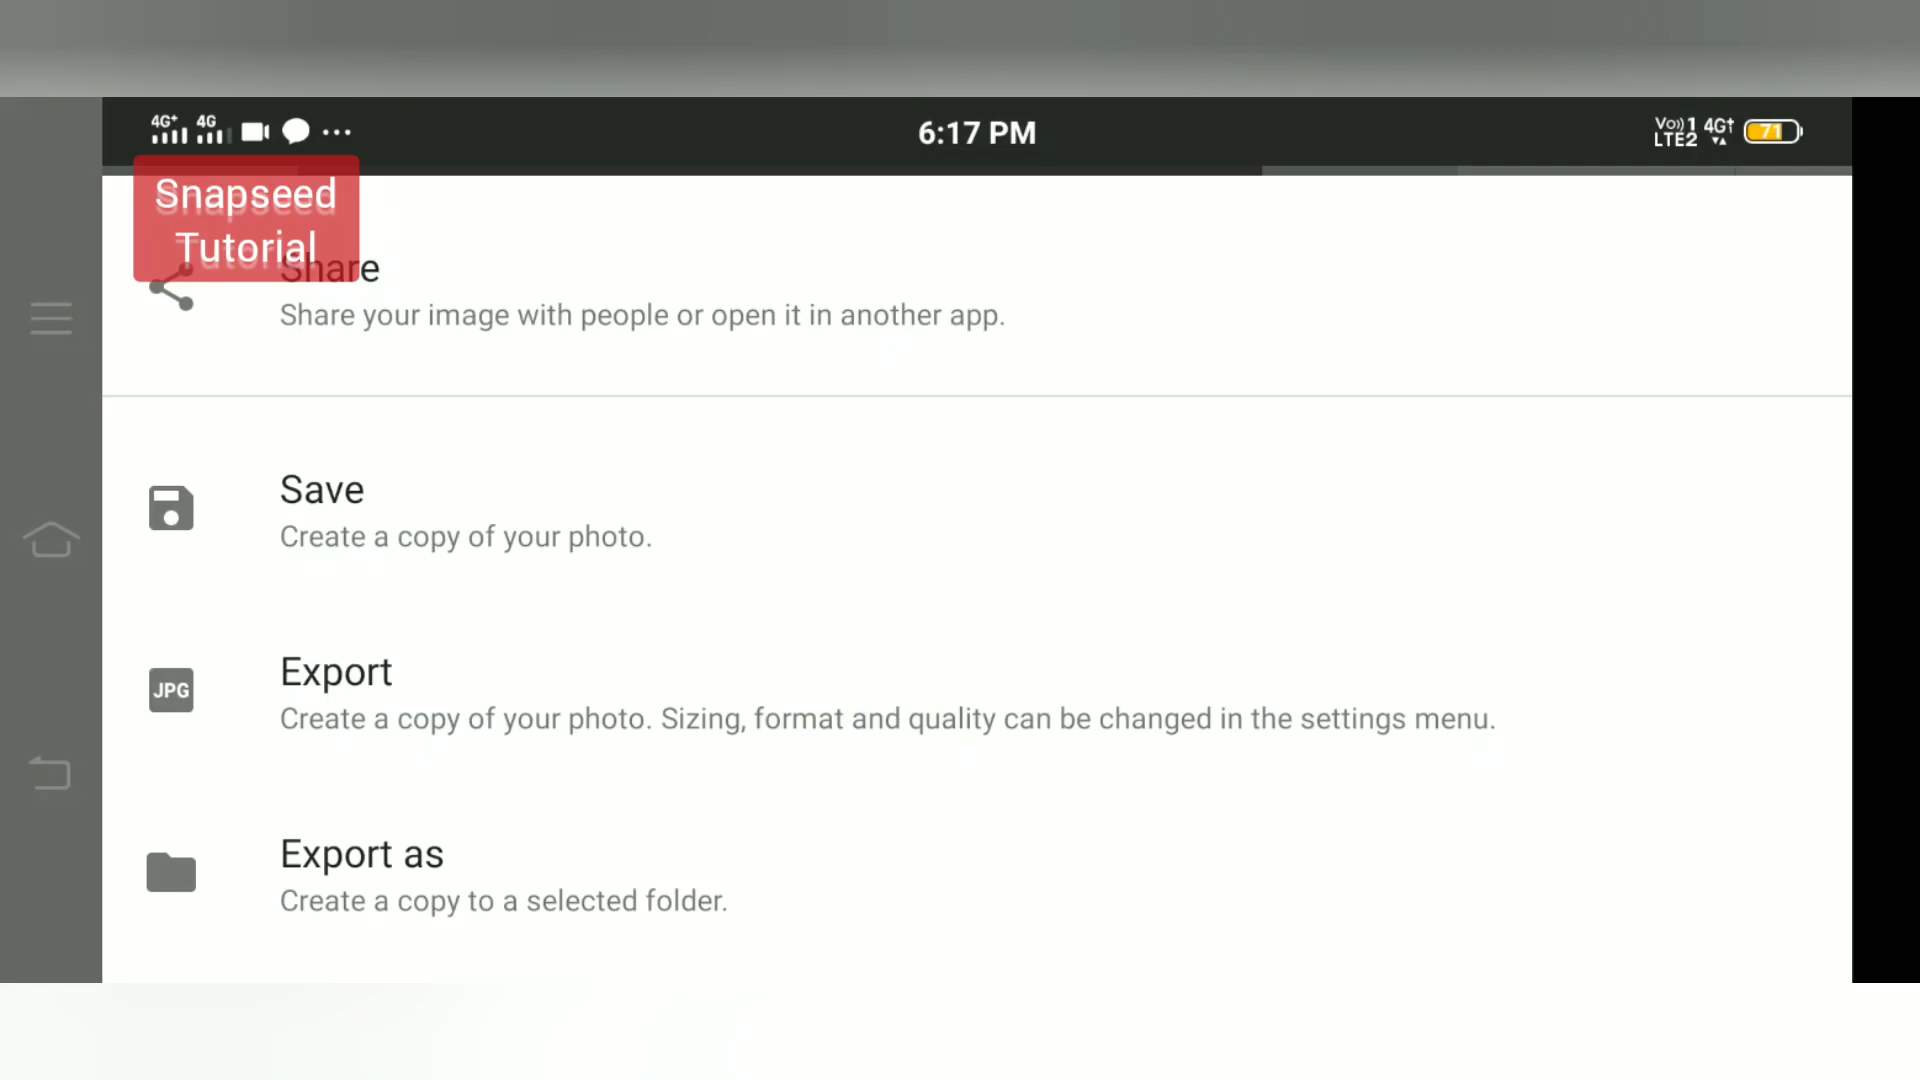 4G+ 4G
6:17 PM
Vo)) 1 4G†
LTE2
71
Snapseed
Tutorial
Share
Share your image with people or open it in another app.
Save
Create a copy of your photo.
JPG
Export
Create a copy of your photo. Sizing, format and quality can be changed in the settings menu.
Export as
Create a copy to a selected folder.